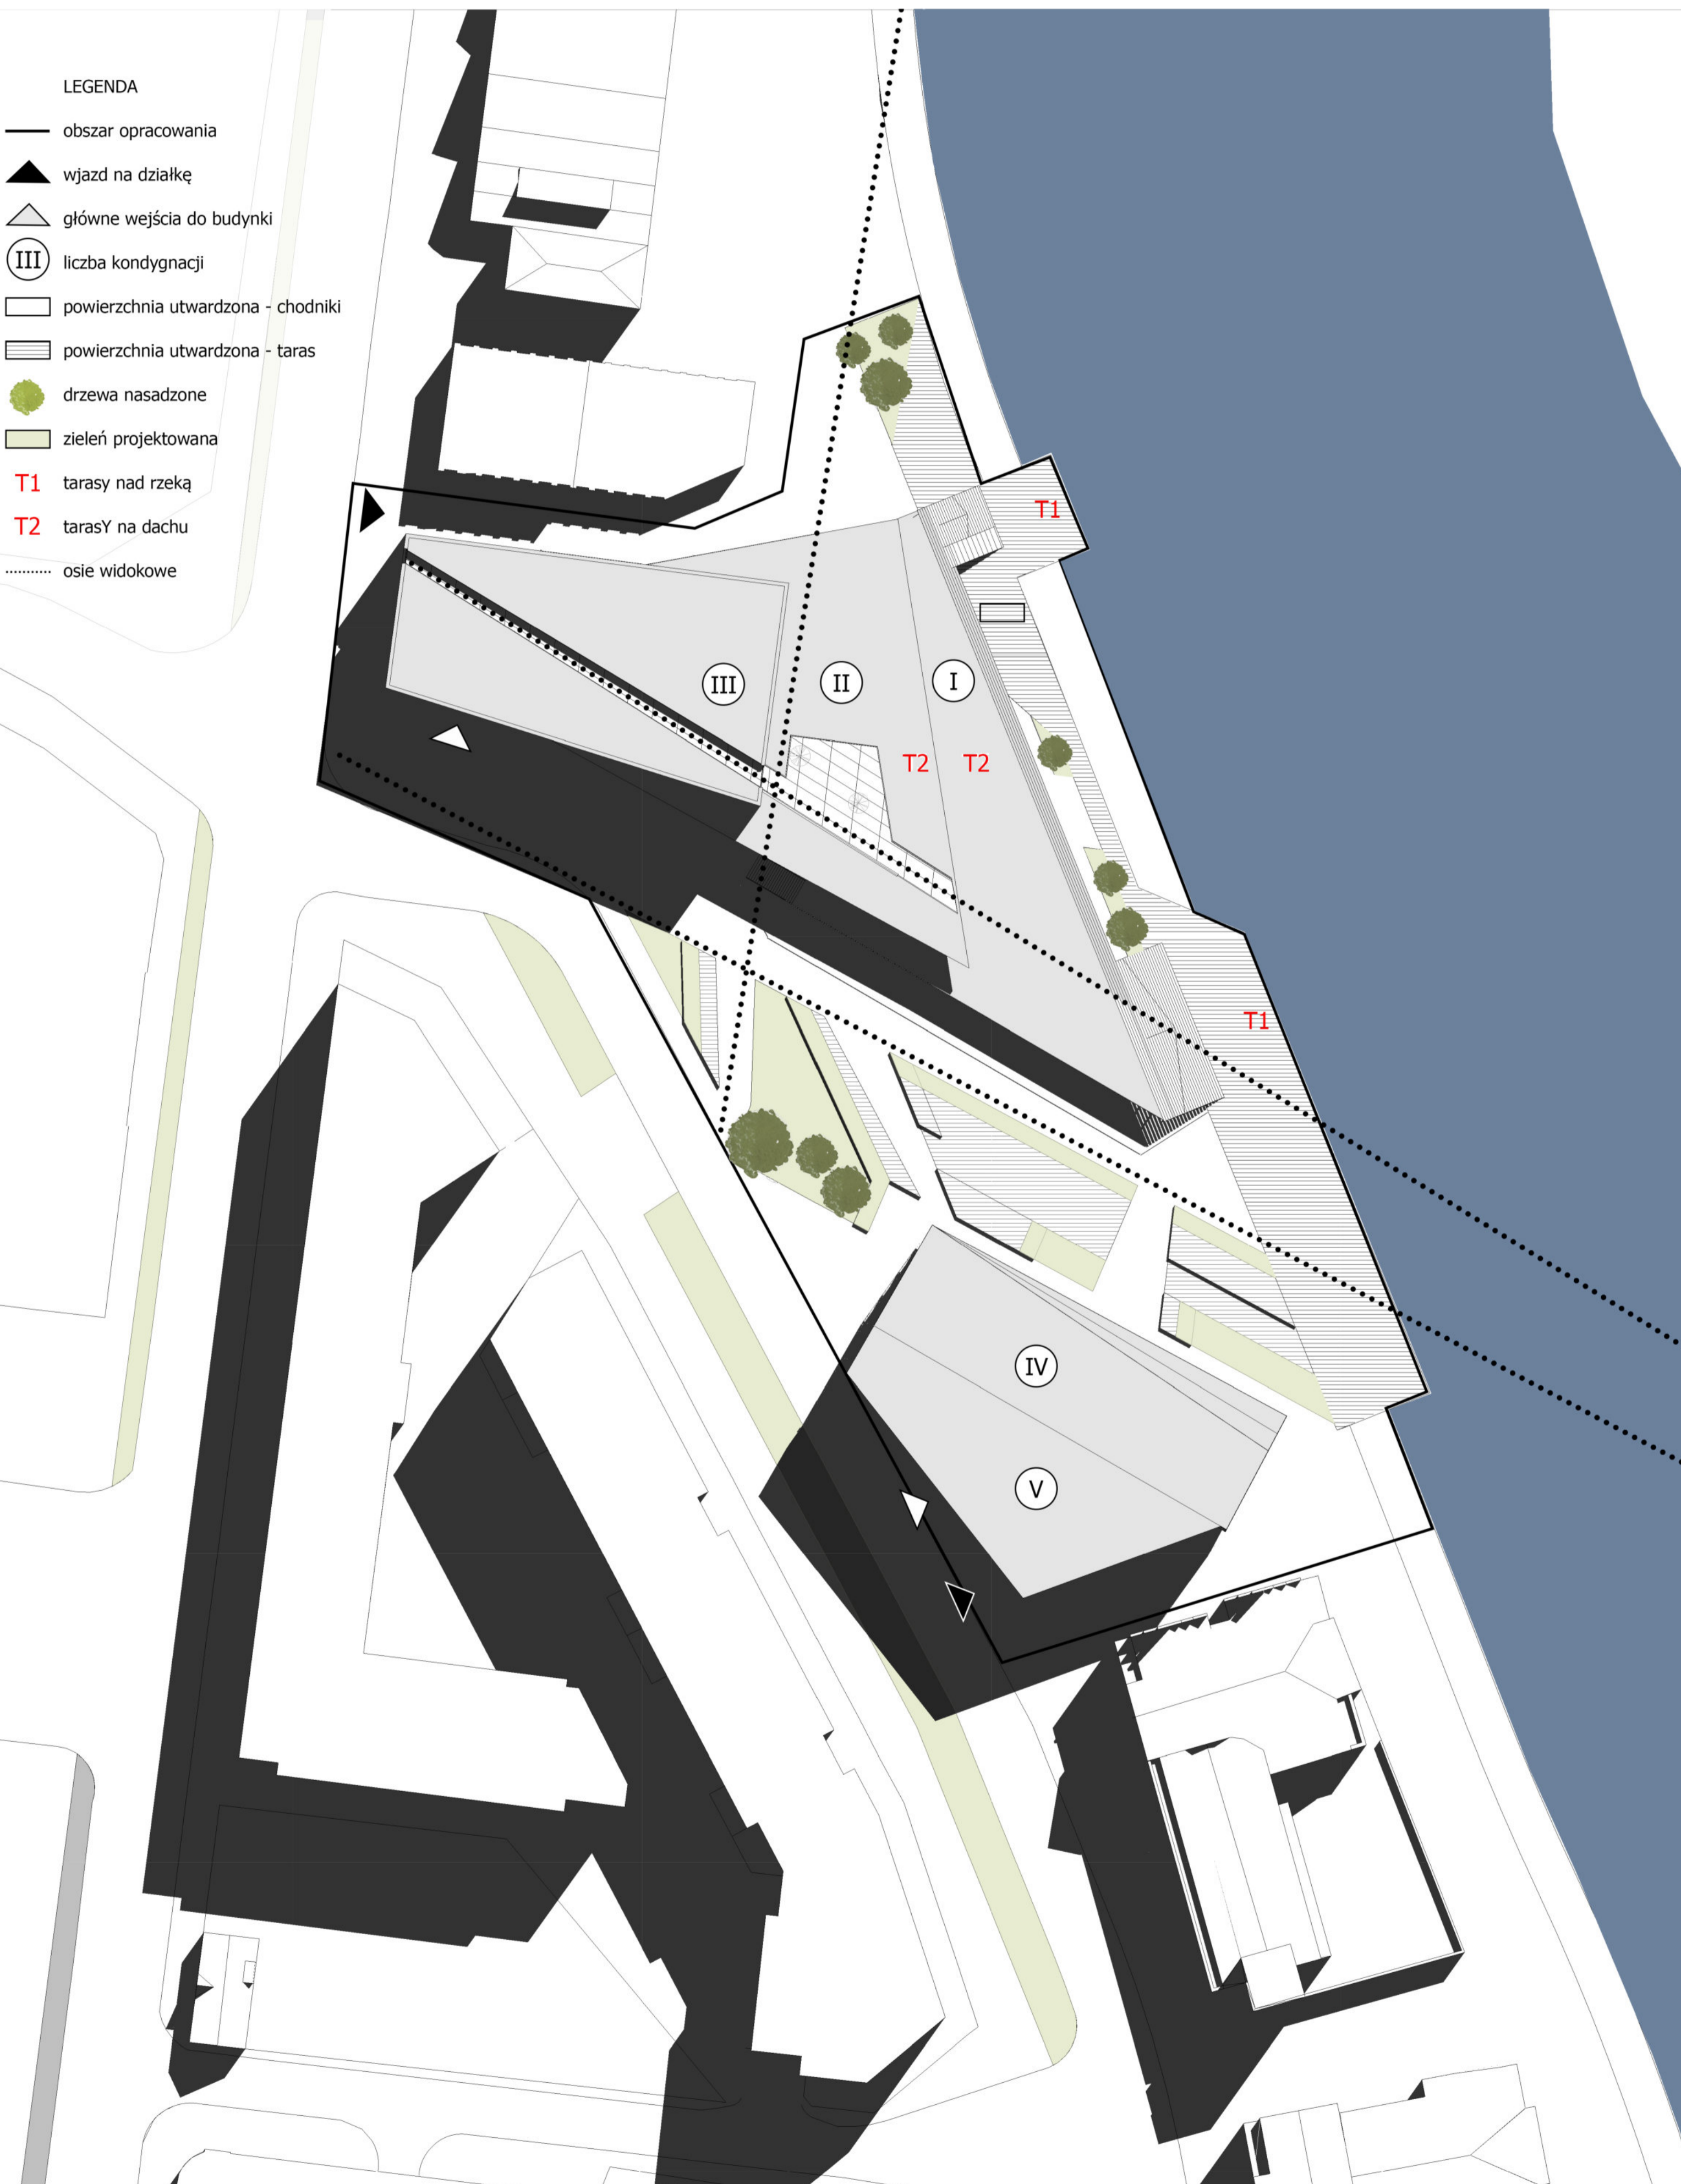 LEGENDA
obszar opracowania
wjazd na działkę
główne wejścia do budynki
III liczba kondygnacji
powierzchnia utwardzona - chodniki
powierzchnia utwardzona - taras
drzewa nasadzone
zieleń projektowana
T1 tarasy nad rzeką
T2 tarasY na dachu
osie widokowe
T1
III
II
I
T2
T2
T1
IV
V